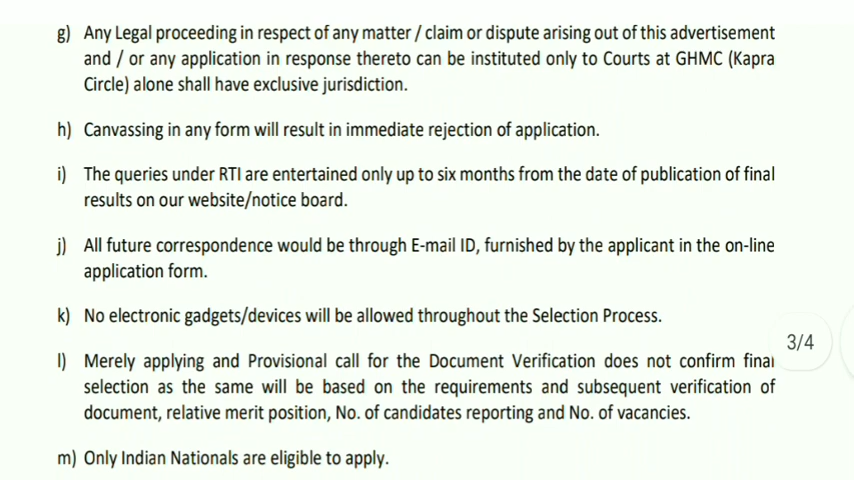 g) Any Legal proceeding in respect of any matter / claim or dispute arising out of this advertisement
and / or any application in response thereto can be instituted only to Courts at GHMC (Kapra
Circle) alone shall have exclusive jurisdiction.
h) Canvassing in any form will result in immediate rejection of application.
i) The queries under RTI are entertained only up to six months from the date of publication of final
results on our website/notice board.
j) All future correspondence would be through E-mail ID, furnished by the applicant in the on-line
application form.
k) No electronic gadgets/devices will be allowed throughout the Selection Process.
3/4
l) Merely applying and Provisional call for the Document Verification does not confirm final
selection as the same will be based on the requirements and subsequent verification of
document, relative merit position, No. of candidates reporting and No. of vacancies.
m) Only Indian Nationals are eligible to apply.